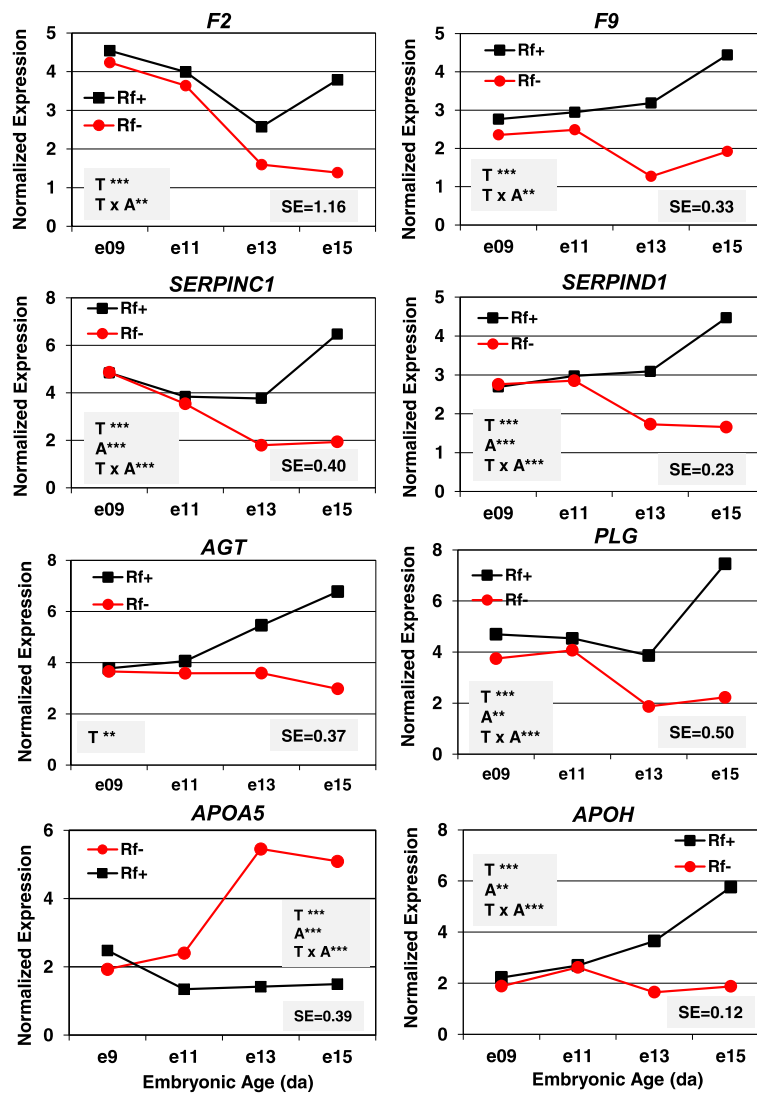 F2
Normalized Expression
5
4
3
2
1
0
Rf+
Rf-
T ***
T x A**
SE=1.16
e09 e11 e13 e15
F9
Normalized Expression
5
4
3
2
1
0
Rf+
Rf-
T ***
T x A**
SE=0.33
e09 e11 e13 e15
SERPINC1
Normalized Expression
8
6
4
2
0
Rf+
Rf-
T ***
A***
T x A***
SE=0.40
e09 e11 e13 e15
SERPIND1
Normalized Expression
5
4
3
2
1
0
Rf+
Rf-
T ***
A***
T x A***
SE=0.23
e09 e11 e13 e15
AGT
Normalized Expression
8
6
4
2
0
Rf+
Rf-
T **
SE=0.37
e09 e11 e13 e15
PLG
Normalized Expression
8
6
4
2
0
Rf+
Rf-
T ***
A**
T x A***
SE=0.50
e09 e11 e13 e15
APOA5
Normalized Expression
6
4
2
0
Rf-
Rf+
T ***
A***
T x A***
SE=0.39
e9 e11 e13 e15
Embryonic Age (da)
APOH
Normalized Expression
8
6
4
2
0
T ***
A**
T x A***
Rf+
Rf-
SE=0.12
e09 e11 e13 e15
Embryonic Age (da)